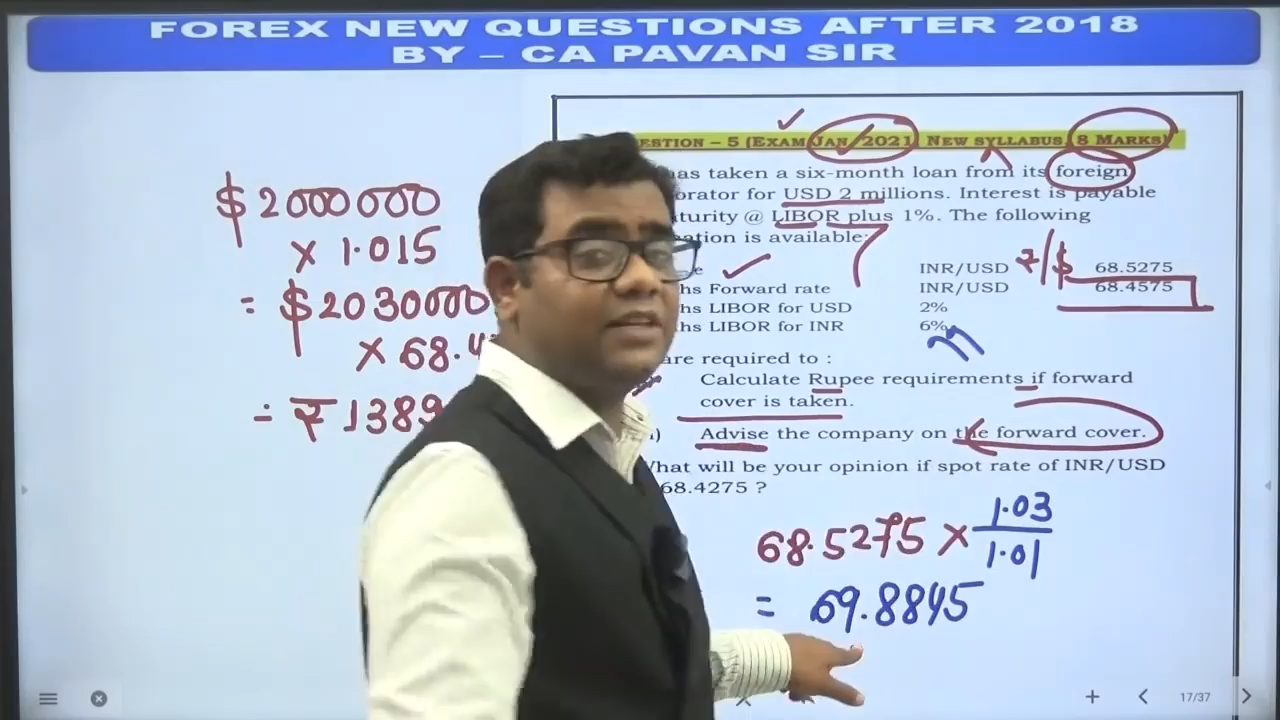 FOREX NEW QUESTIONS AFTER 2018
BY – CA PAVAN SIR
– 5 (EXAM JAN 2021 NEW SYLLABUS 8 MARKS)
has taken a six-month loan from its foreign
for USD 2 millions. Interest is payable
@ LIBOR plus 1%. The following
is available:
INR/USD ₹/$ 68.5275
Forward rate INR/USD 68.4575
LIBOR for USD 2%
LIBOR for INR 6%
are required to :
Calculate Rupee requirements if forward
cover is taken.
Advise the company on the forward cover.
What will be your opinion if spot rate of INR/USD
68.4275 ?
$ 2000000
× 1.015
= $ 2030000
× 68.4
= ₹ 1389
68.5275 × 1.03
1.01
= 69.8845
17/37